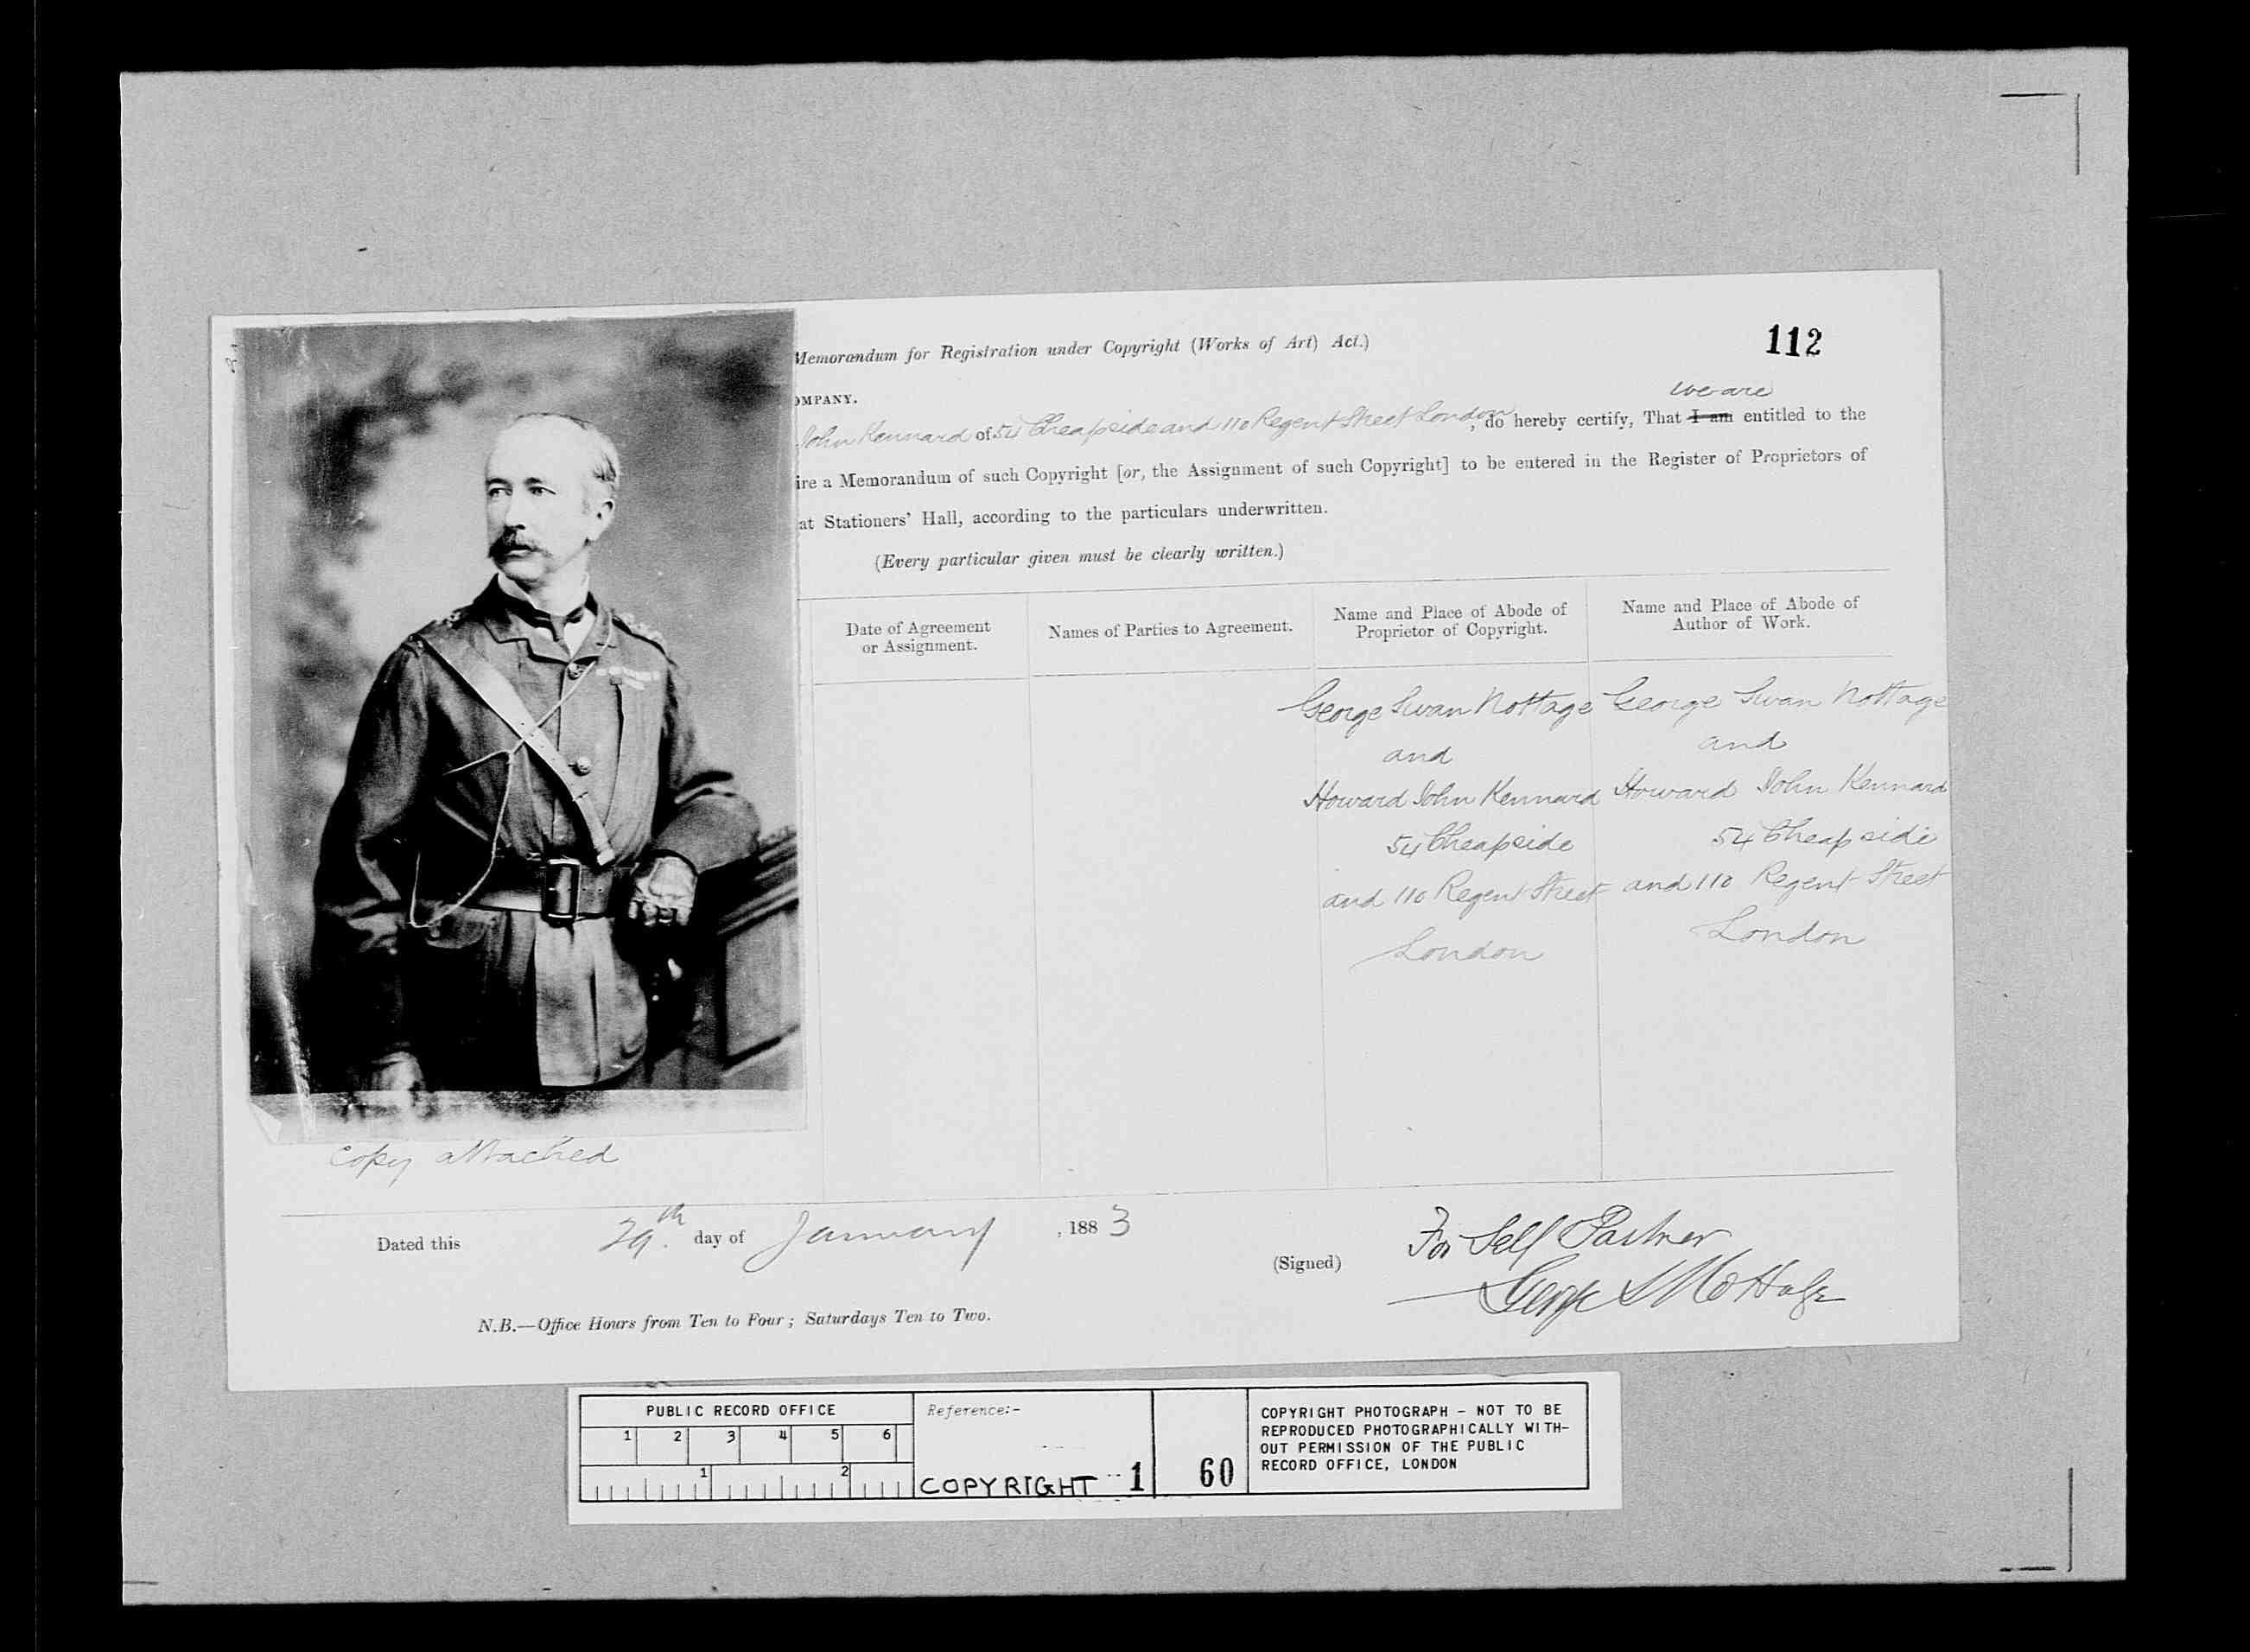 112
Memorandum for Registration under Copyright (Works of Art) Act.)
OMPANY.
we are
John Kennard of 54 Cheapside and 110 Regent Street London, do hereby certify, That I am entitled to the
ire a Memorandum of such Copyright [or, the Assignment of such Copyright] to be entered in the Register of Proprietors of
at Stationers' Hall, according to the particulars underwritten.
(Every particular given must be clearly written.)
Date of Agreement
or Assignment.
Names of Parties to Agreement.
Name and Place of Abode of
Proprietor of Copyright.
Name and Place of Abode of
Author of Work.
George Swan Nottage
and
Howard John Kennard
54 Cheapside
and 110 Regent Street
London
George Swan Nottage
and
Howard John Kennard
54 Cheapside
and 110 Regent Street
London
Copy attached
Dated this 29th. day of January, 1883
(Signed)
For Self Partner
George S Nottage
N.B.—Office Hours from Ten to Four; Saturdays Ten to Two.
PUBLIC RECORD OFFICE
1 2 3 4 5 6
1 2
Reference:-
COPYRIGHT 1
60
COPYRIGHT PHOTOGRAPH - NOT TO BE
REPRODUCED PHOTOGRAPHICALLY WITH-
OUT PERMISSION OF THE PUBLIC
RECORD OFFICE, LONDON